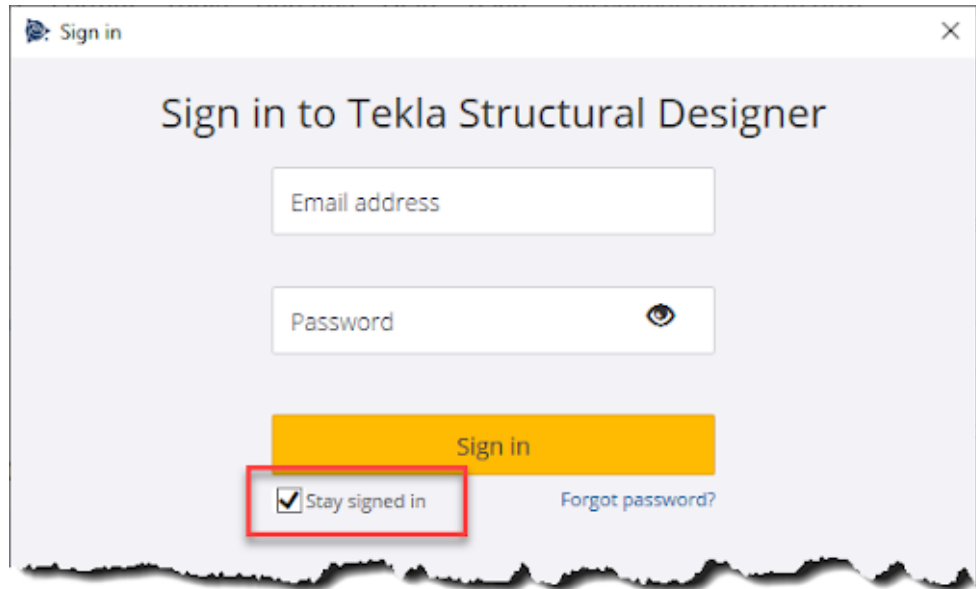 Sign in
Sign in to Tekla Structural Designer
Email address
Password
Sign in
Stay signed in
Forgot password?